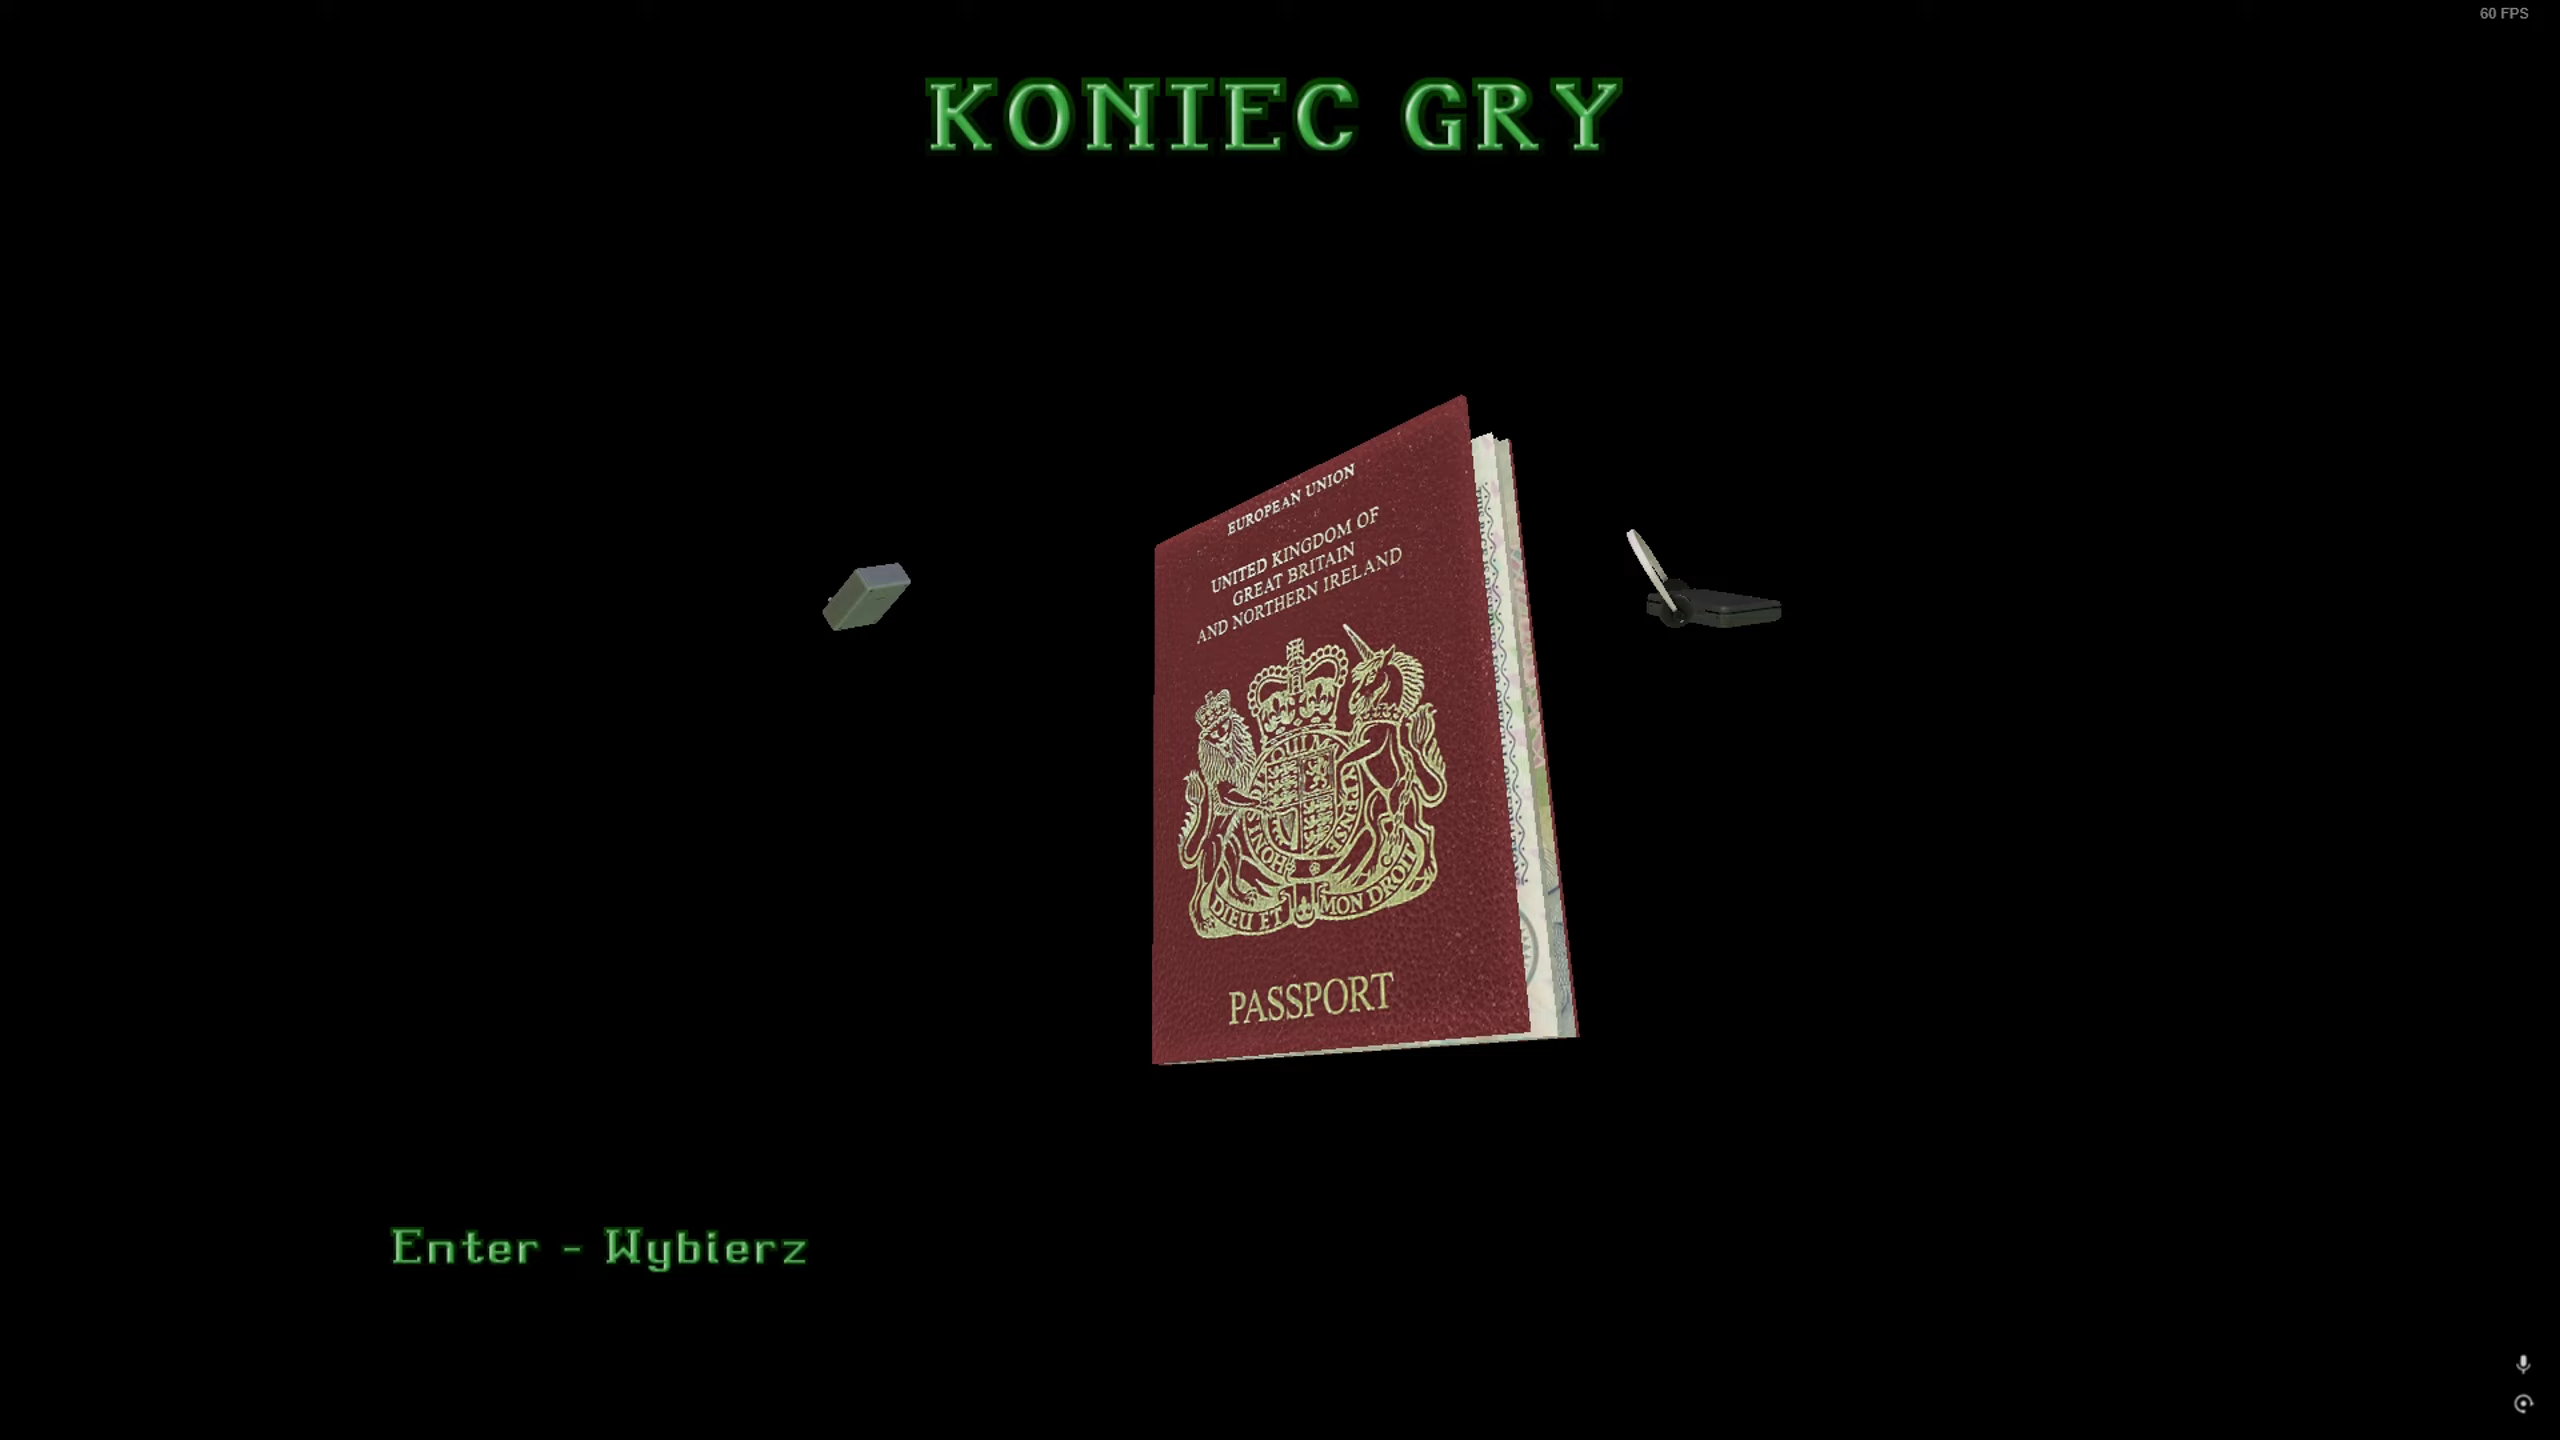 60 FPS
KONIEC GRY
EUROPEAN UNION
UNITED KINGDOM OF
GREAT BRITAIN
AND NORTHERN IRELAND
DIEU ET MON DROIT
PASSPORT
Enter - Wybierz